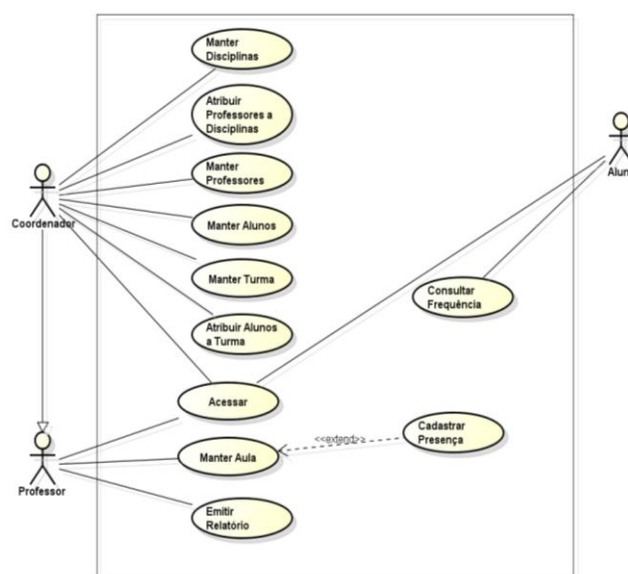 Manter
Disciplinas
Atribuir
Professores a
Disciplinas
Manter
Professores
Coordenador
Alun
Manter Alunos
Manter Turma
Consultar
Frequência
Atribuir Alunos
a Turma
Acessar
Cadastrar
Presença
<<extend>>
Manter Aula
Professor
Emitir
Relatório